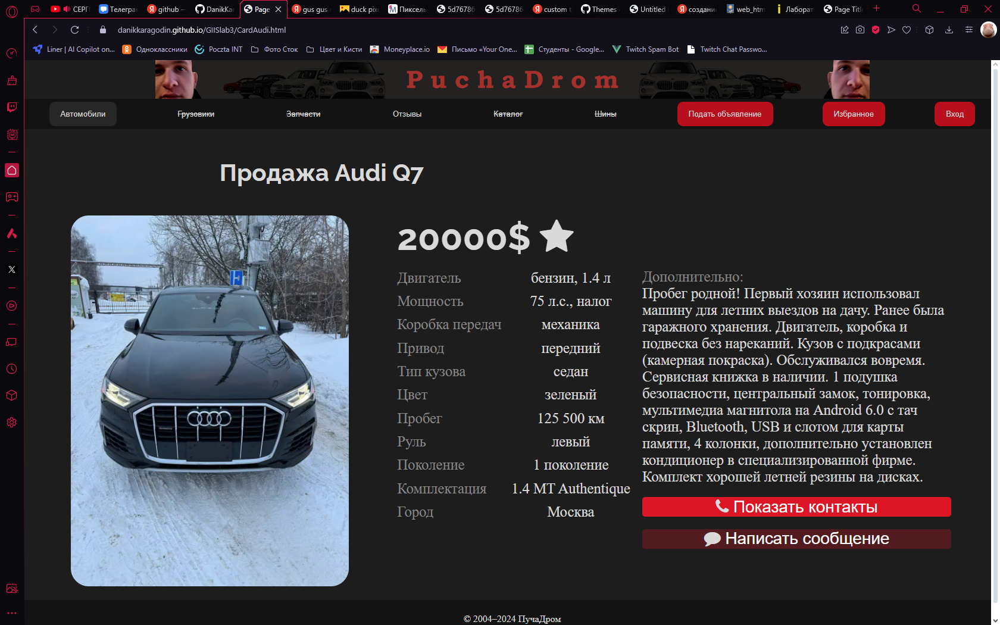 СЕРГ
Телеграм
github —
DanikKar
Page
gus gus
duck pixe
Пиксель
5d76786
5d76786
custom t
Themes
Untitled
создани
web_htm
Лаборат
Page Title
danikkaragodin.github.io/GIISlab3/CardAudi.html
Liner | AI Copilot on...
Одноклассники
Poczta INT
Фото Сток
Цвет и Кисти
Moneyplace.io
Письмо «Your One...
Студенты - Google...
Twitch Spam Bot
Twitch Chat Passwo...
PuchaDrom
Автомобили
Грузовики
Запчасти
Отзывы
Каталог
Шины
Подать объявление
Избранное
Вход
Продажа Audi Q7
20000$
Двигатель бензин, 1.4 л
Мощность 75 л.с., налог
Коробка передач механика
Привод передний
Тип кузова седан
Цвет зеленый
Пробег 125 500 км
Руль левый
Поколение 1 поколение
Комплектация 1.4 MT Authentique
Город Москва
Дополнительно:
Пробег родной! Первый хозяин использовал
машину для летних выездов на дачу. Ранее была
гаражного хранения. Двигатель, коробка и
подвеска без нареканий. Кузов с подкрасами
(камерная покраска). Обслуживался вовремя.
Сервисная книжка в наличии. 1 подушка
безопасности, центральный замок, тонировка,
мультимедиа магнитола на Android 6.0 с тач
скрин, Bluetooth, USB и слотом для карты
памяти, 4 колонки, дополнительно установлен
кондиционер в специализированной фирме.
Комплект хорошей летней резины на дисках.
Показать контакты
Написать сообщение
© 2004–2024 ПучаДром